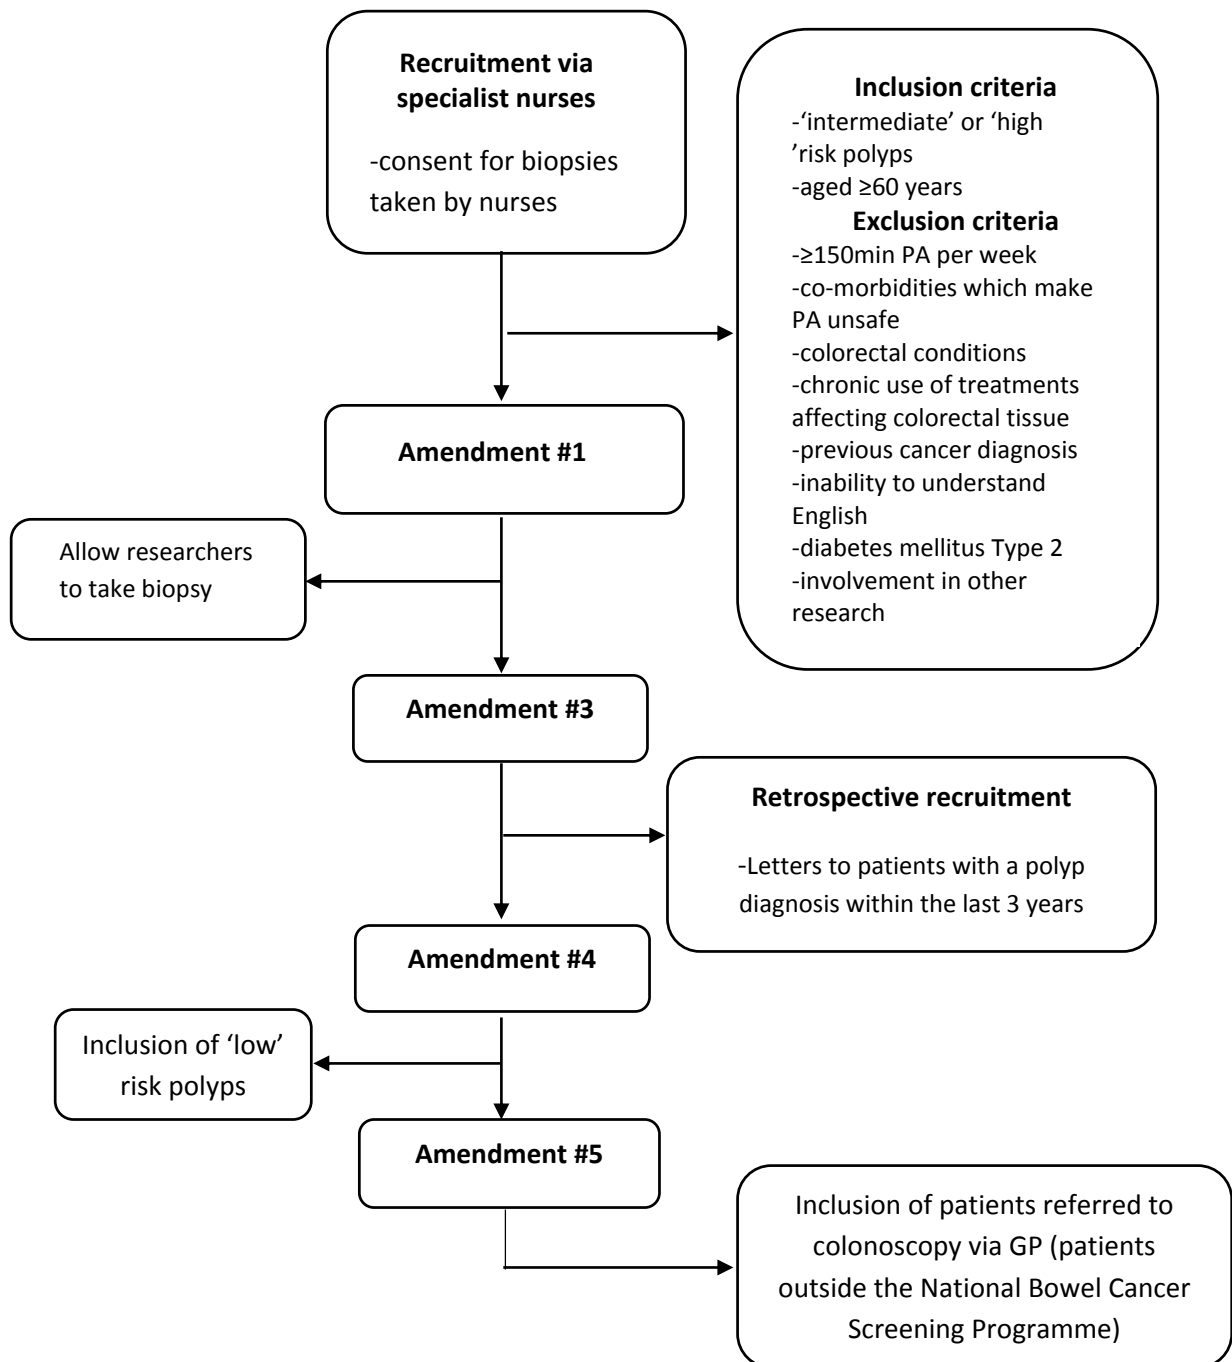 Recruitment via
specialist nurses
-consent for biopsies
taken by nurses
Inclusion criteria
-‘intermediate’ or ‘high
’risk polyps
-aged ≥60 years
Exclusion criteria
-≥150min PA per week
-co-morbidities which make
PA unsafe
-colorectal conditions
-chronic use of treatments
affecting colorectal tissue
-previous cancer diagnosis
-inability to understand
English
-diabetes mellitus Type 2
-involvement in other
research
Amendment #1
Allow researchers
to take biopsy
Amendment #3
Retrospective recruitment
-Letters to patients with a polyp
diagnosis within the last 3 years
Amendment #4
Inclusion of ‘low’
risk polyps
Amendment #5
Inclusion of patients referred to
colonoscopy via GP (patients
outside the National Bowel Cancer
Screening Programme)